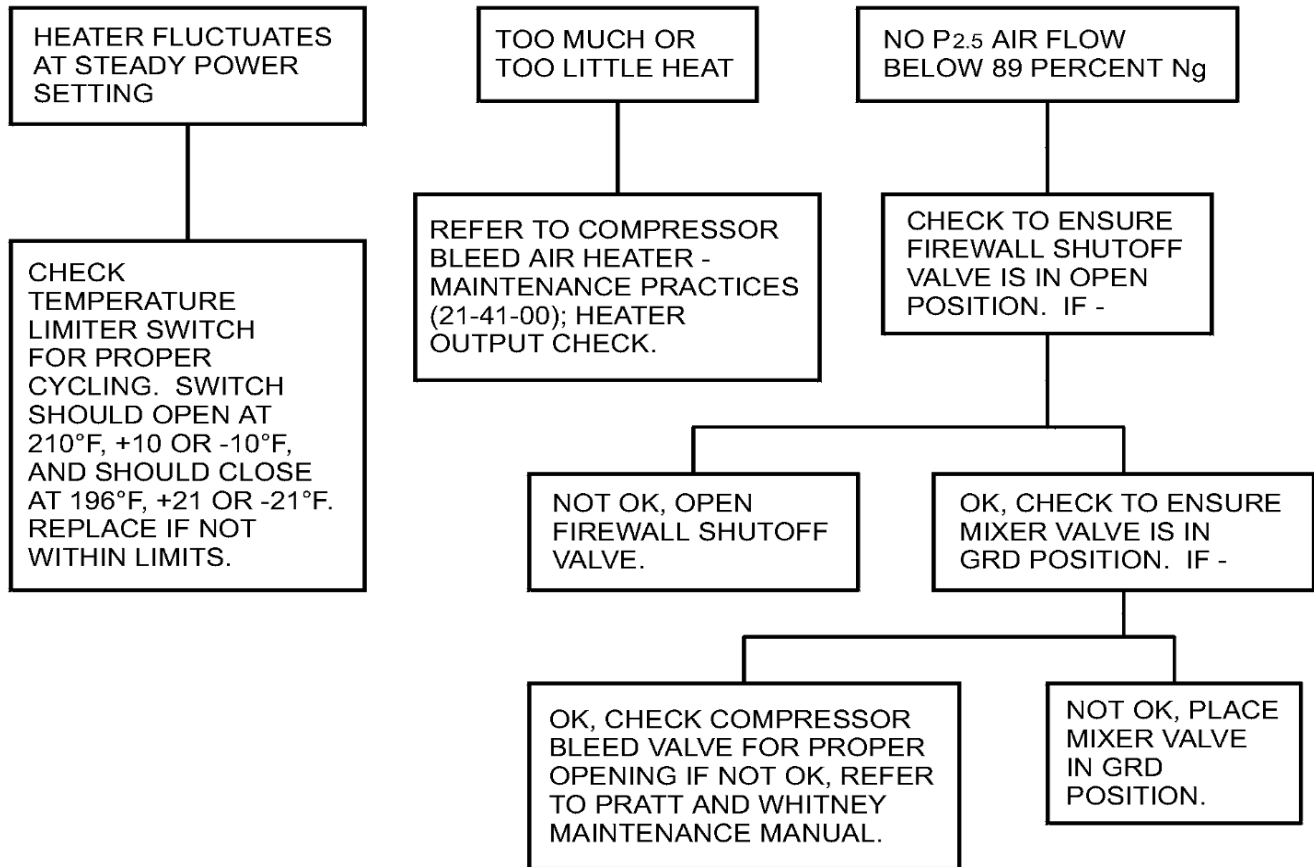 HEATER FLUCTUATES
AT STEADY POWER
SETTING
TOO MUCH OR
TOO LITTLE HEAT
NO P2.5 AIR FLOW
BELOW 89 PERCENT Ng
CHECK
TEMPERATURE
LIMITER SWITCH
FOR PROPER
CYCLING. SWITCH
SHOULD OPEN AT
210°F, +10 OR -10°F,
AND SHOULD CLOSE
AT 196°F, +21 OR -21°F.
REPLACE IF NOT
WITHIN LIMITS.
REFER TO COMPRESSOR
BLEED AIR HEATER -
MAINTENANCE PRACTICES
(21-41-00); HEATER
OUTPUT CHECK.
CHECK TO ENSURE
FIREWALL SHUTOFF
VALVE IS IN OPEN
POSITION. IF -
NOT OK, OPEN
FIREWALL SHUTOFF
VALVE.
OK, CHECK TO ENSURE
MIXER VALVE IS IN
GRD POSITION. IF -
OK, CHECK COMPRESSOR
BLEED VALVE FOR PROPER
OPENING IF NOT OK, REFER
TO PRATT AND WHITNEY
MAINTENANCE MANUAL.
NOT OK, PLACE
MIXER VALVE
IN GRD
POSITION.